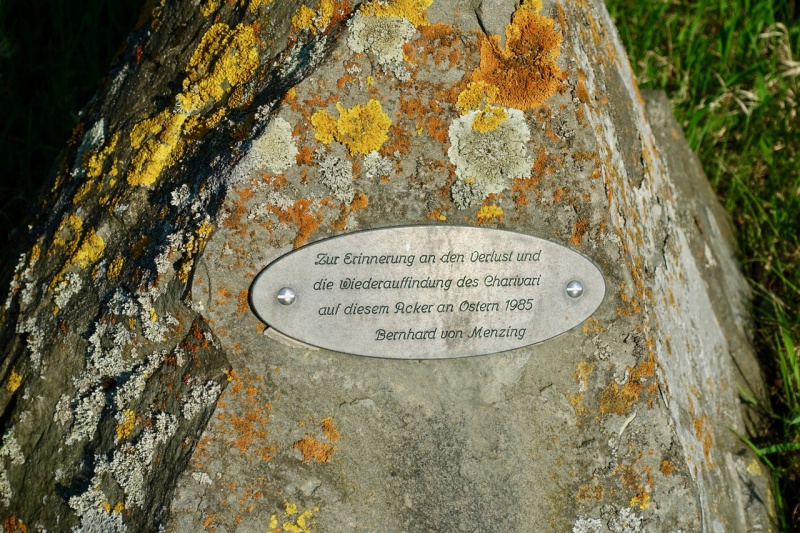 Zur Erinnerung an den Verlust und
die Wiederauffindung des Charivari
auf diesem Acker an Ostern 1985
Bernhard von Menzing